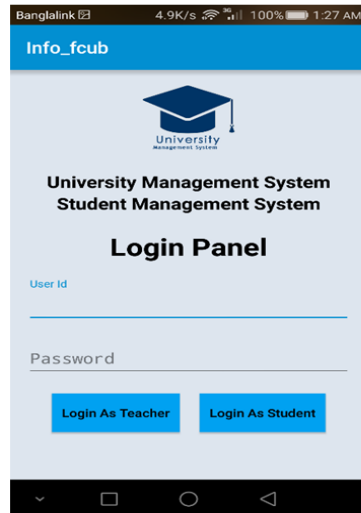 Banglalink 4.9K/s 3G 100% 1:27 AM
Info_fcub
University
Management System
University Management System
Student Management System
Login Panel
User Id
Password
Login As Teacher Login As Student